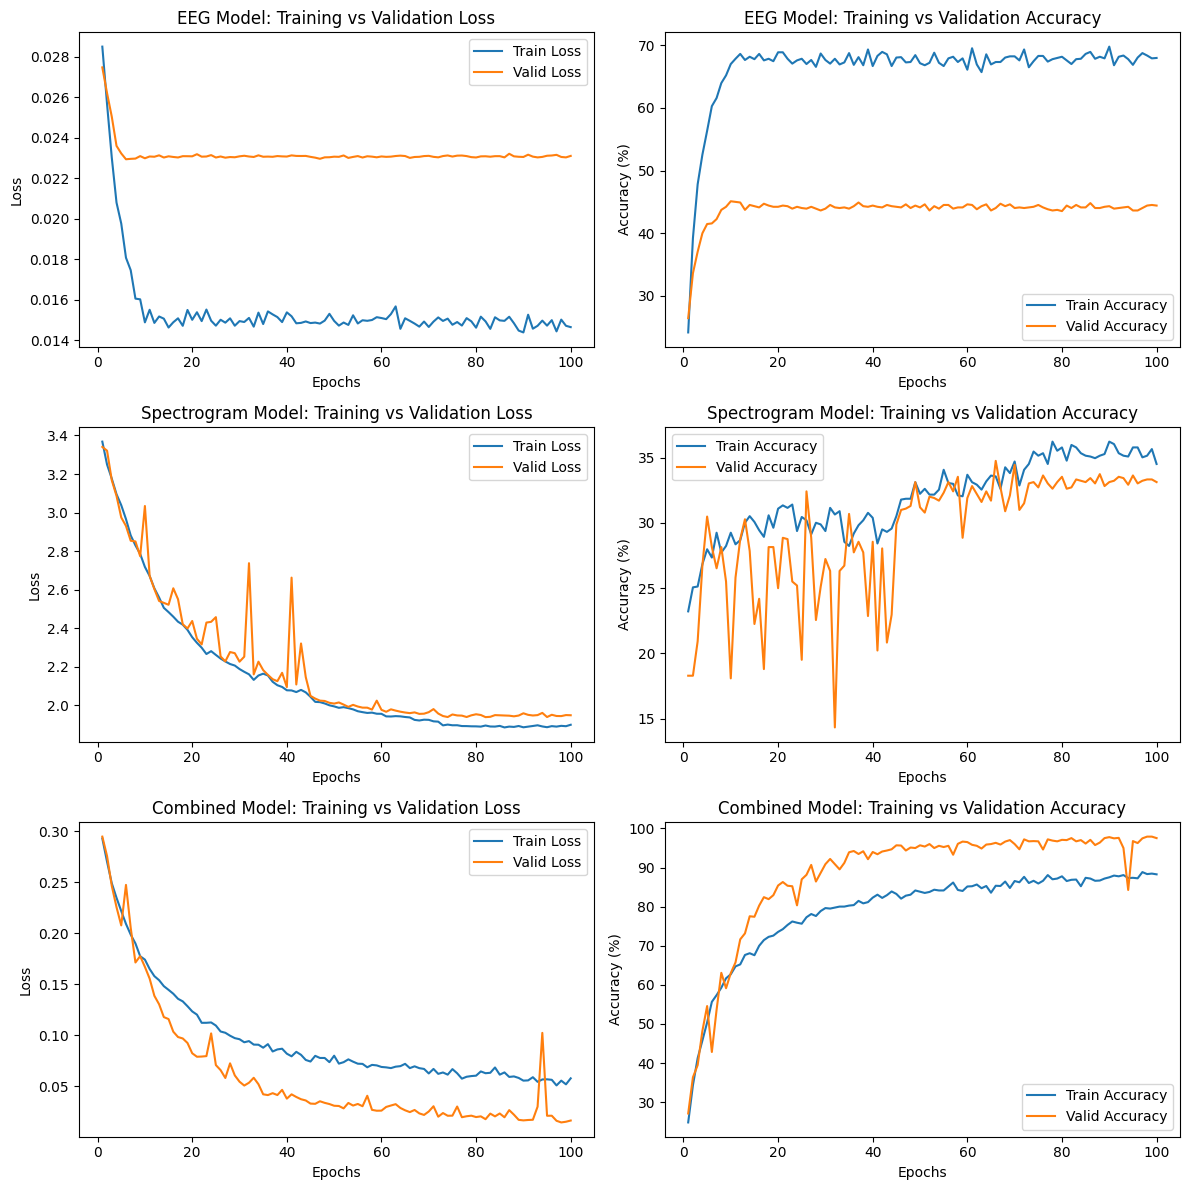 EEG Model: Training vs Validation Loss
0.028
0.026
0.024
0.022
0.020
0.018
0.016
0.014
Loss
Train Loss
Valid Loss
0 20 40 60 80 100
Epochs
EEG Model: Training vs Validation Accuracy
70
60
50
40
30
Accuracy (%)
Train Accuracy
Valid Accuracy
0 20 40 60 80 100
Epochs
Spectrogram Model: Training vs Validation Loss
3.4
3.2
3.0
2.8
2.6
2.4
2.2
2.0
Loss
Train Loss
Valid Loss
0 20 40 60 80 100
Epochs
Spectrogram Model: Training vs Validation Accuracy
35
30
25
20
15
Accuracy (%)
Train Accuracy
Valid Accuracy
0 20 40 60 80 100
Epochs
Combined Model: Training vs Validation Loss
0.30
0.25
0.20
0.15
0.10
0.05
Loss
Train Loss
Valid Loss
0 20 40 60 80 100
Epochs
Combined Model: Training vs Validation Accuracy
100
90
80
70
60
50
40
30
Accuracy (%)
Train Accuracy
Valid Accuracy
0 20 40 60 80 100
Epochs